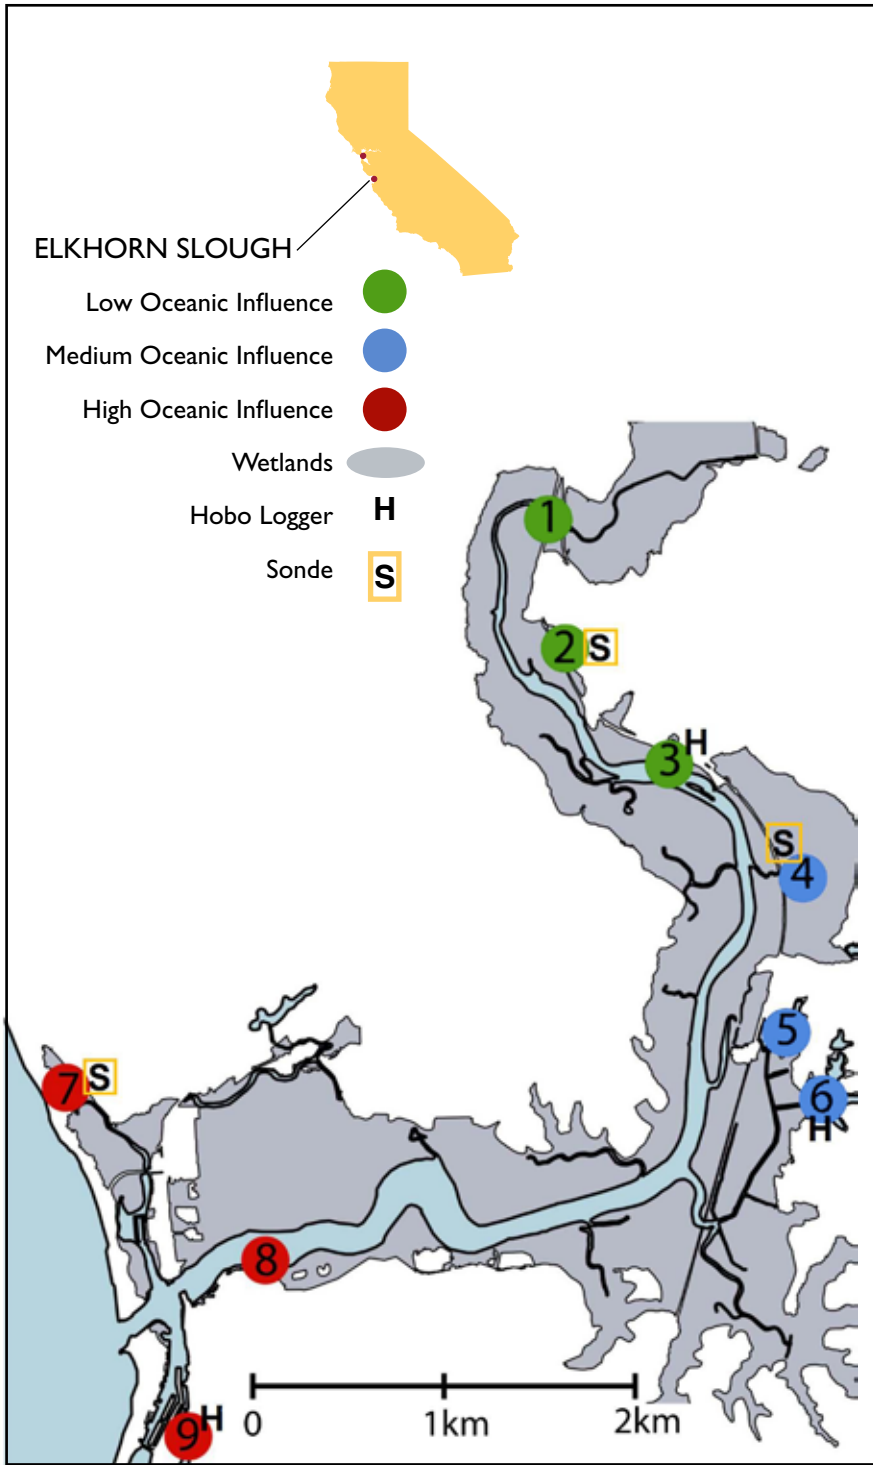 ELKHORN SLOUGH
Low Oceanic Influence
Medium Oceanic Influence
High Oceanic Influence
Wetlands
Hobo Logger H
Sonde S
1
2 S
3 H
S
4
5
7 S
6
H
8
9 H
0 1km 2km